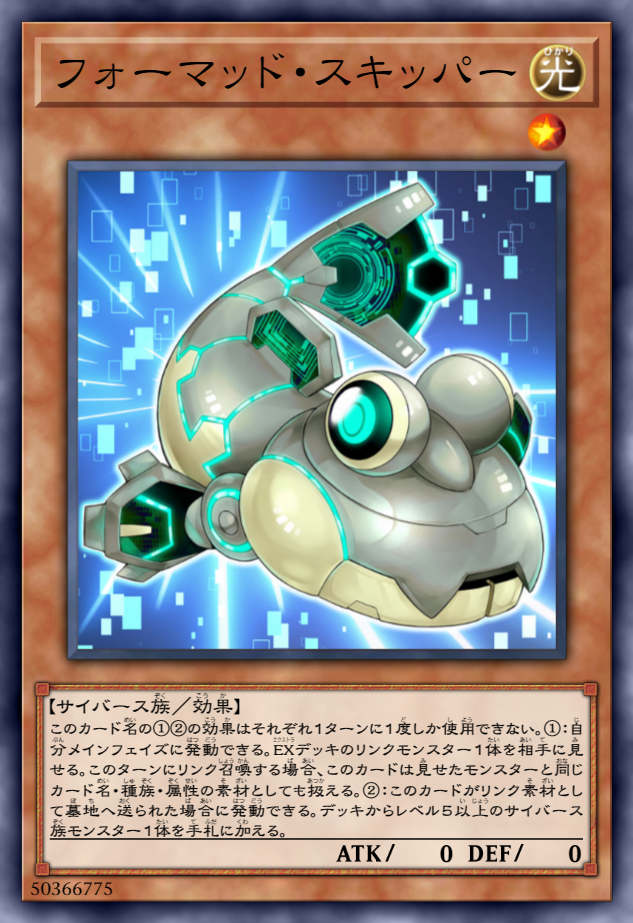 フォーマッド・スキッパー
光
【サイバース族／効果】
このカード名の①②の効果はそれぞれ1ターンに1度しか使用できない。①:自
分メインフェイズに発動できる。EXデッキのリンクモンスター1体を相手に見
せる。このターンにリンク召喚する場合、このカードは見せたモンスターと同じ
カード名・種族・属性の素材としても扱える。②:このカードがリンク素材とし
て墓地へ送られた場合に発動できる。デッキからレベル5以上のサイバース
族モンスター1体を手札に加える。
ATK/ 0 DEF/ 0
50366775